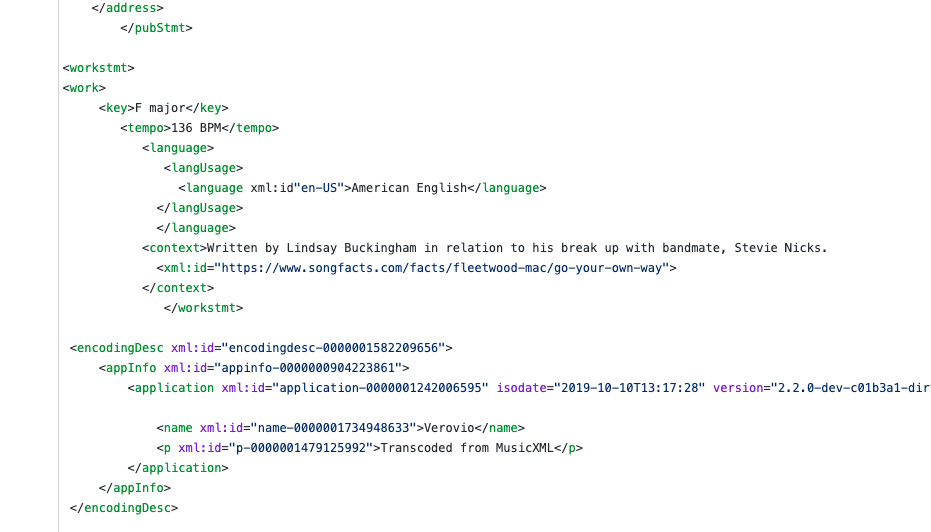 </address>
</pubStmt>
<workstmt>
<work>
<key>F major</key>
<tempo>136 BPM</tempo>
<language>
<langUsage>
<language xml:id"en-US">American English</language>
</langUsage>
</language>
<context>Written by Lindsay Buckingham in relation to his break up with bandmate, Stevie Nicks.
<xml:id="https://www.songfacts.com/facts/fleetwood-mac/go-your-own-way">
</context>
</workstmt>
<encodingDesc xml:id="encodingdesc-0000001582209656">
<appInfo xml:id="appinfo-0000000904223861">
<application xml:id="application-0000001242006595" isodate="2019-10-10T13:17:28" version="2.2.0-dev-c01b3a1-dir
<name xml:id="name-0000001734948633">Verovio</name>
<p xml:id="p-0000001479125992">Transcoded from MusicXML</p>
</application>
</appInfo>
</encodingDesc>